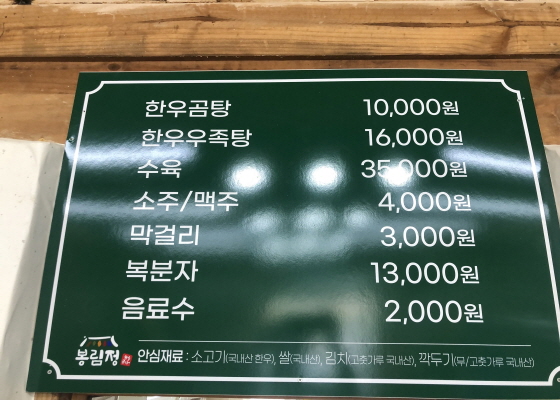 한우곰탕 10,000원
한우우족탕 16,000원
수육 35,000원
소주/맥주 4,000원
막걸리 3,000원
복분자 13,000원
음료수 2,000원
봉림정 안심재료 : 소고기(국내산 한우), 쌀(국내산), 김치(고춧가루 국내산), 깍두기(무/고춧가루 국내산)